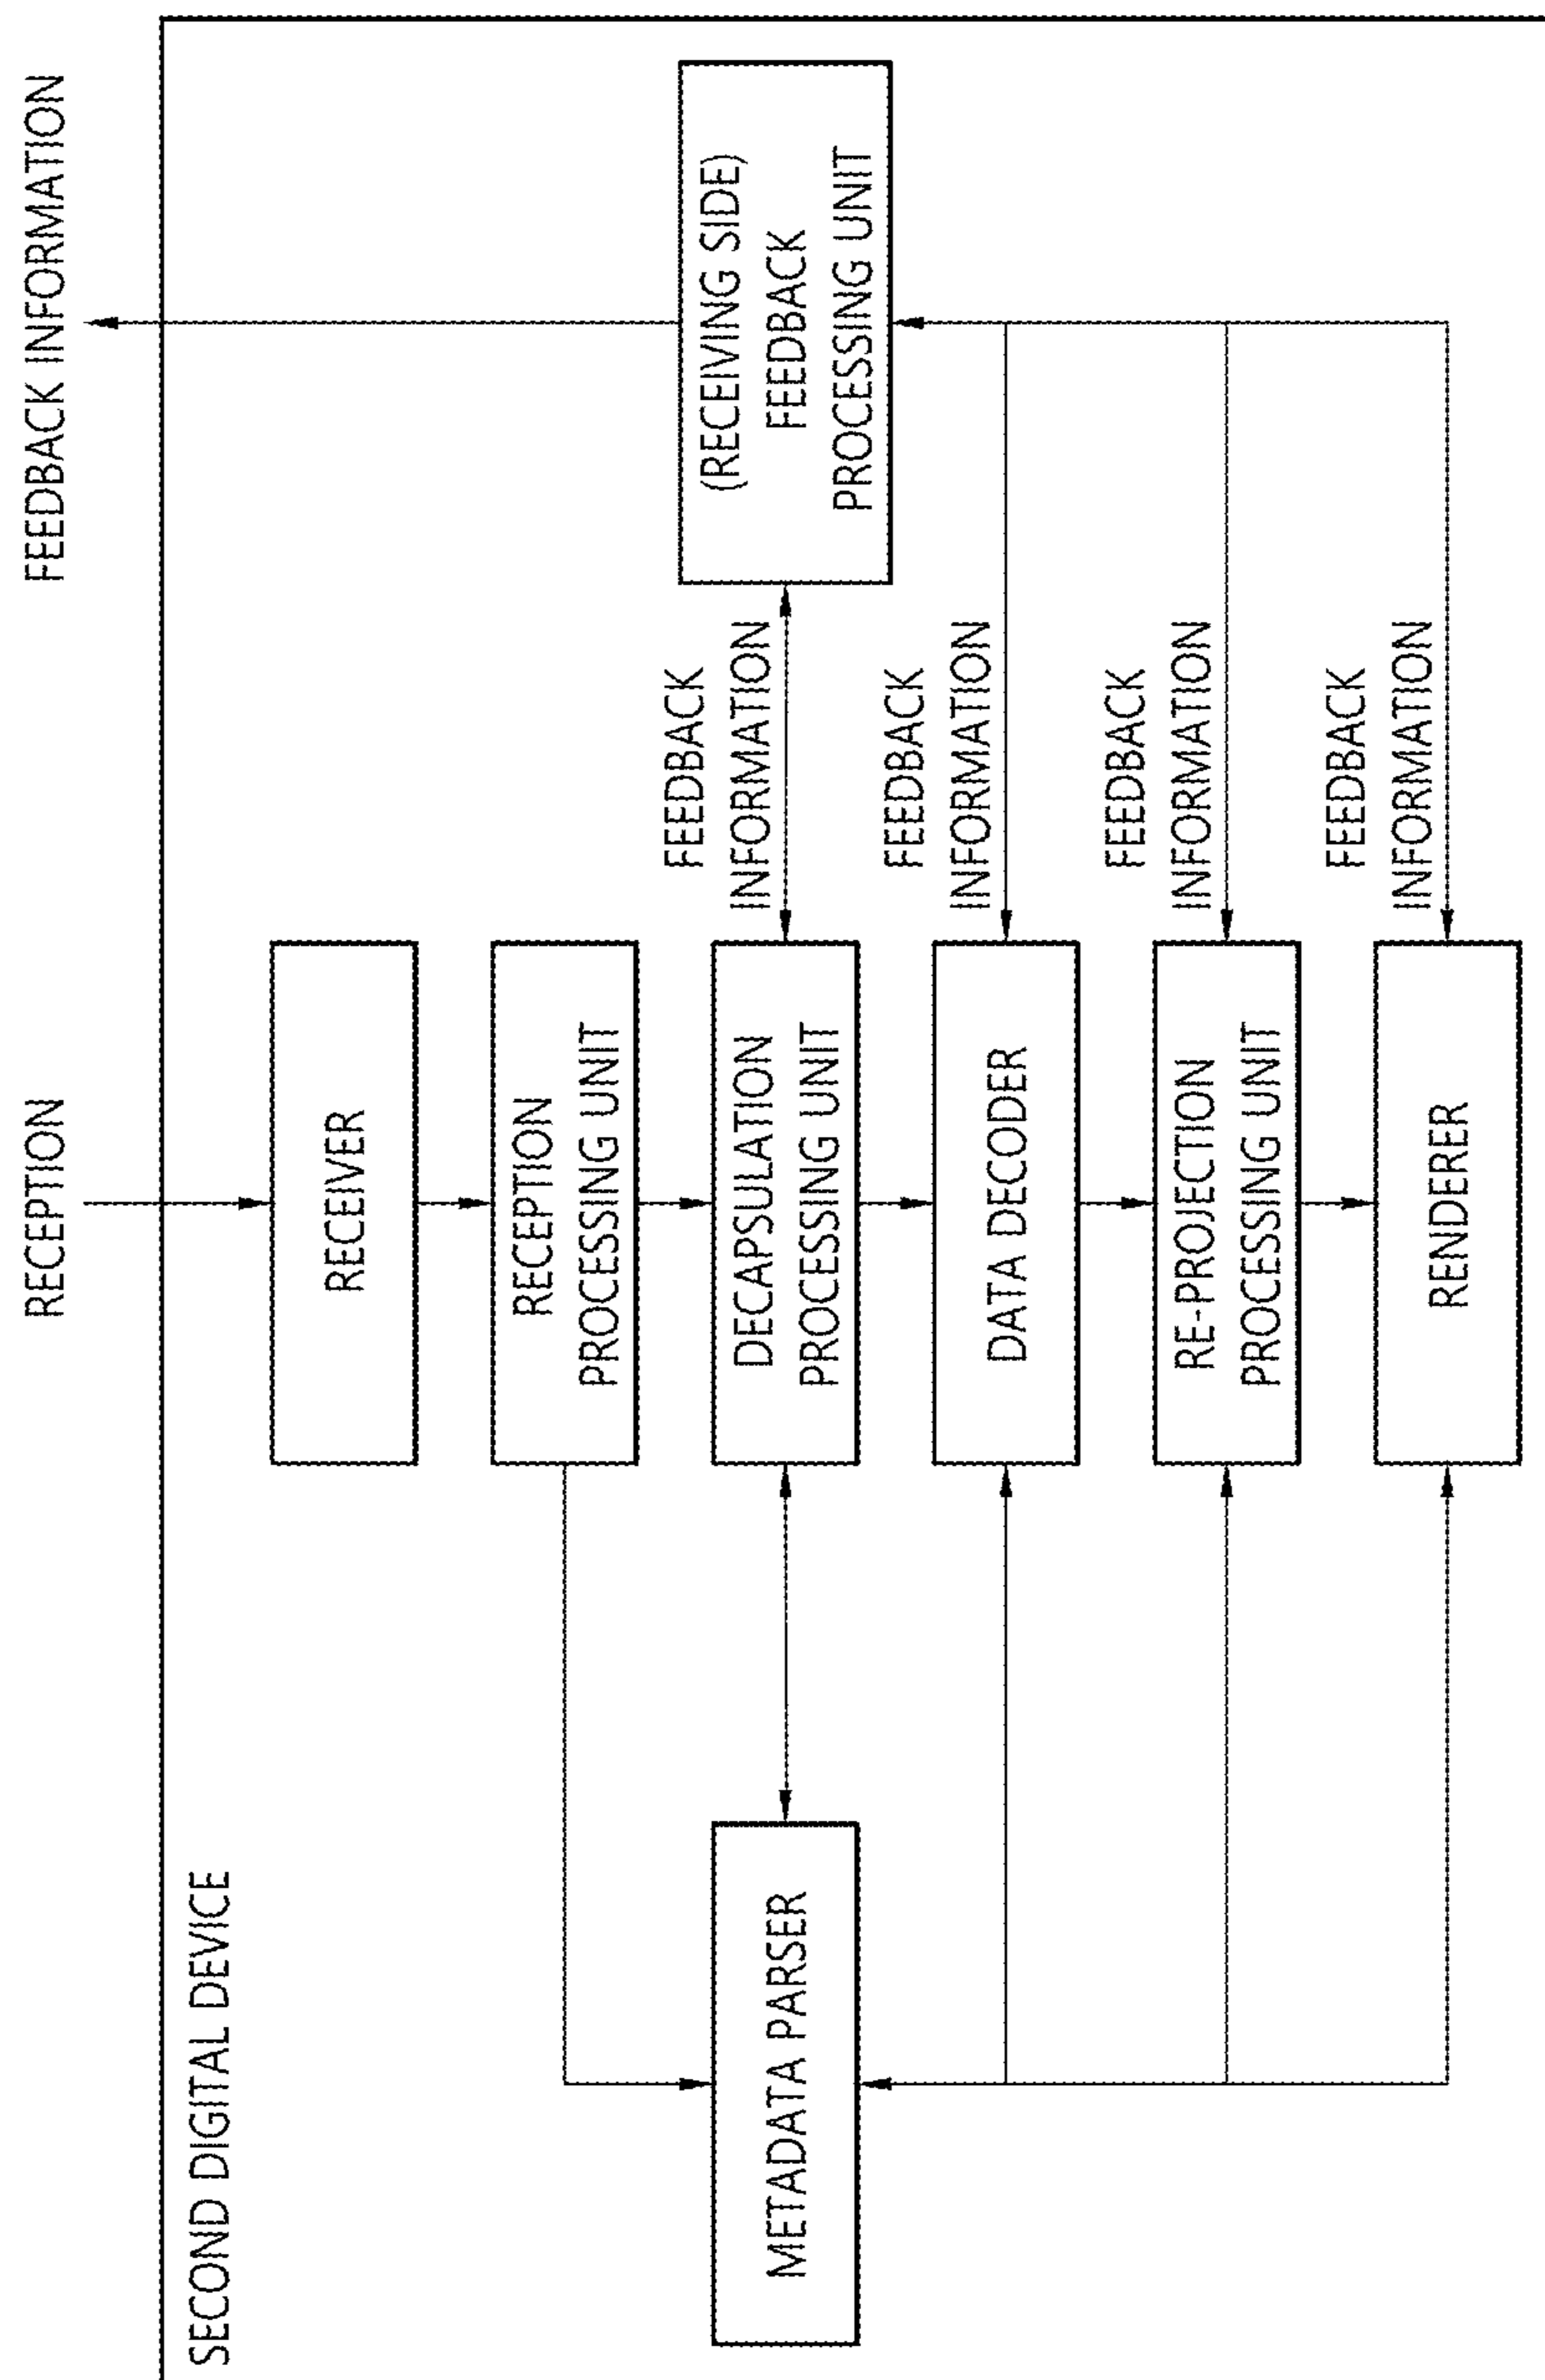 SECOND DIGITAL DEVICE
RECEPTION
FEEDBACK INFORMATION
RECEIVER
RECEPTION
PROCESSING UNIT
DECAPSULATION
PROCESSING UNIT
DATA DECODER
RE-PROJECTION
PROCESSING UNIT
RENDERER
METADATA PARSER
(RECEIVING SIDE)
FEEDBACK
PROCESSING UNIT
FEEDBACK
INFORMATION
FEEDBACK
INFORMATION
FEEDBACK
INFORMATION
FEEDBACK
INFORMATION